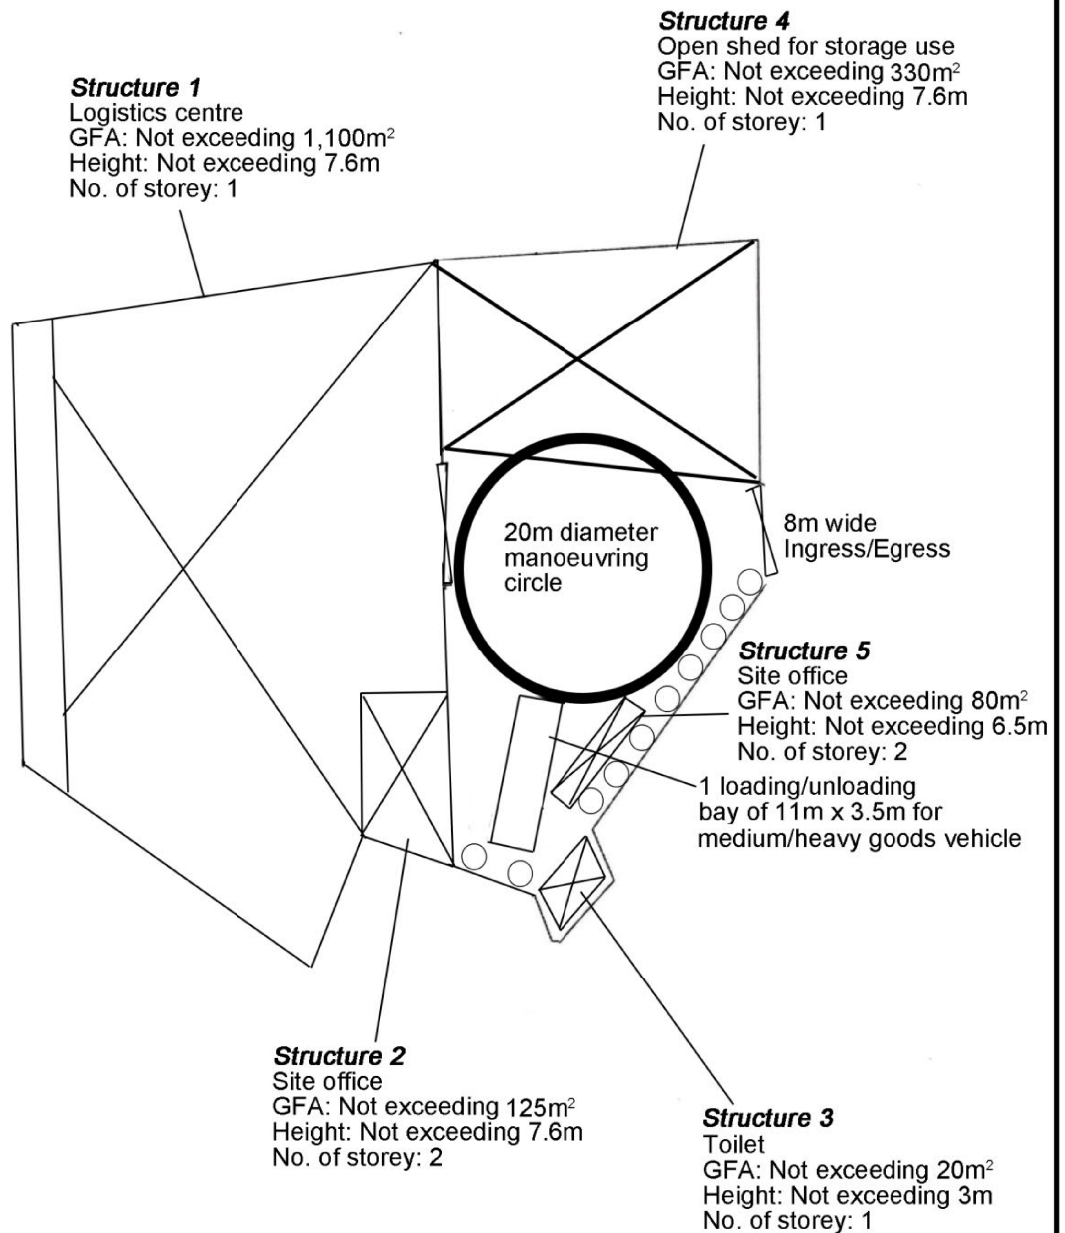 Structure 4
Open shed for storage use
GFA: Not exceeding 330m²
Height: Not exceeding 7.6m
No. of storey: 1
Structure 1
Logistics centre
GFA: Not exceeding 1,100m²
Height: Not exceeding 7.6m
No. of storey: 1
20m diameter
manoeuvring
circle
8m wide
Ingress/Egress
Structure 5
Site office
GFA: Not exceeding 80m²
Height: Not exceeding 6.5m
No. of storey: 2
1 loading/unloading
bay of 11m x 3.5m for
medium/heavy goods vehicle
Structure 2
Site office
GFA: Not exceeding 125m²
Height: Not exceeding 7.6m
No. of storey: 2
Structure 3
Toilet
GFA: Not exceeding 20m²
Height: Not exceeding 3m
No. of storey: 1